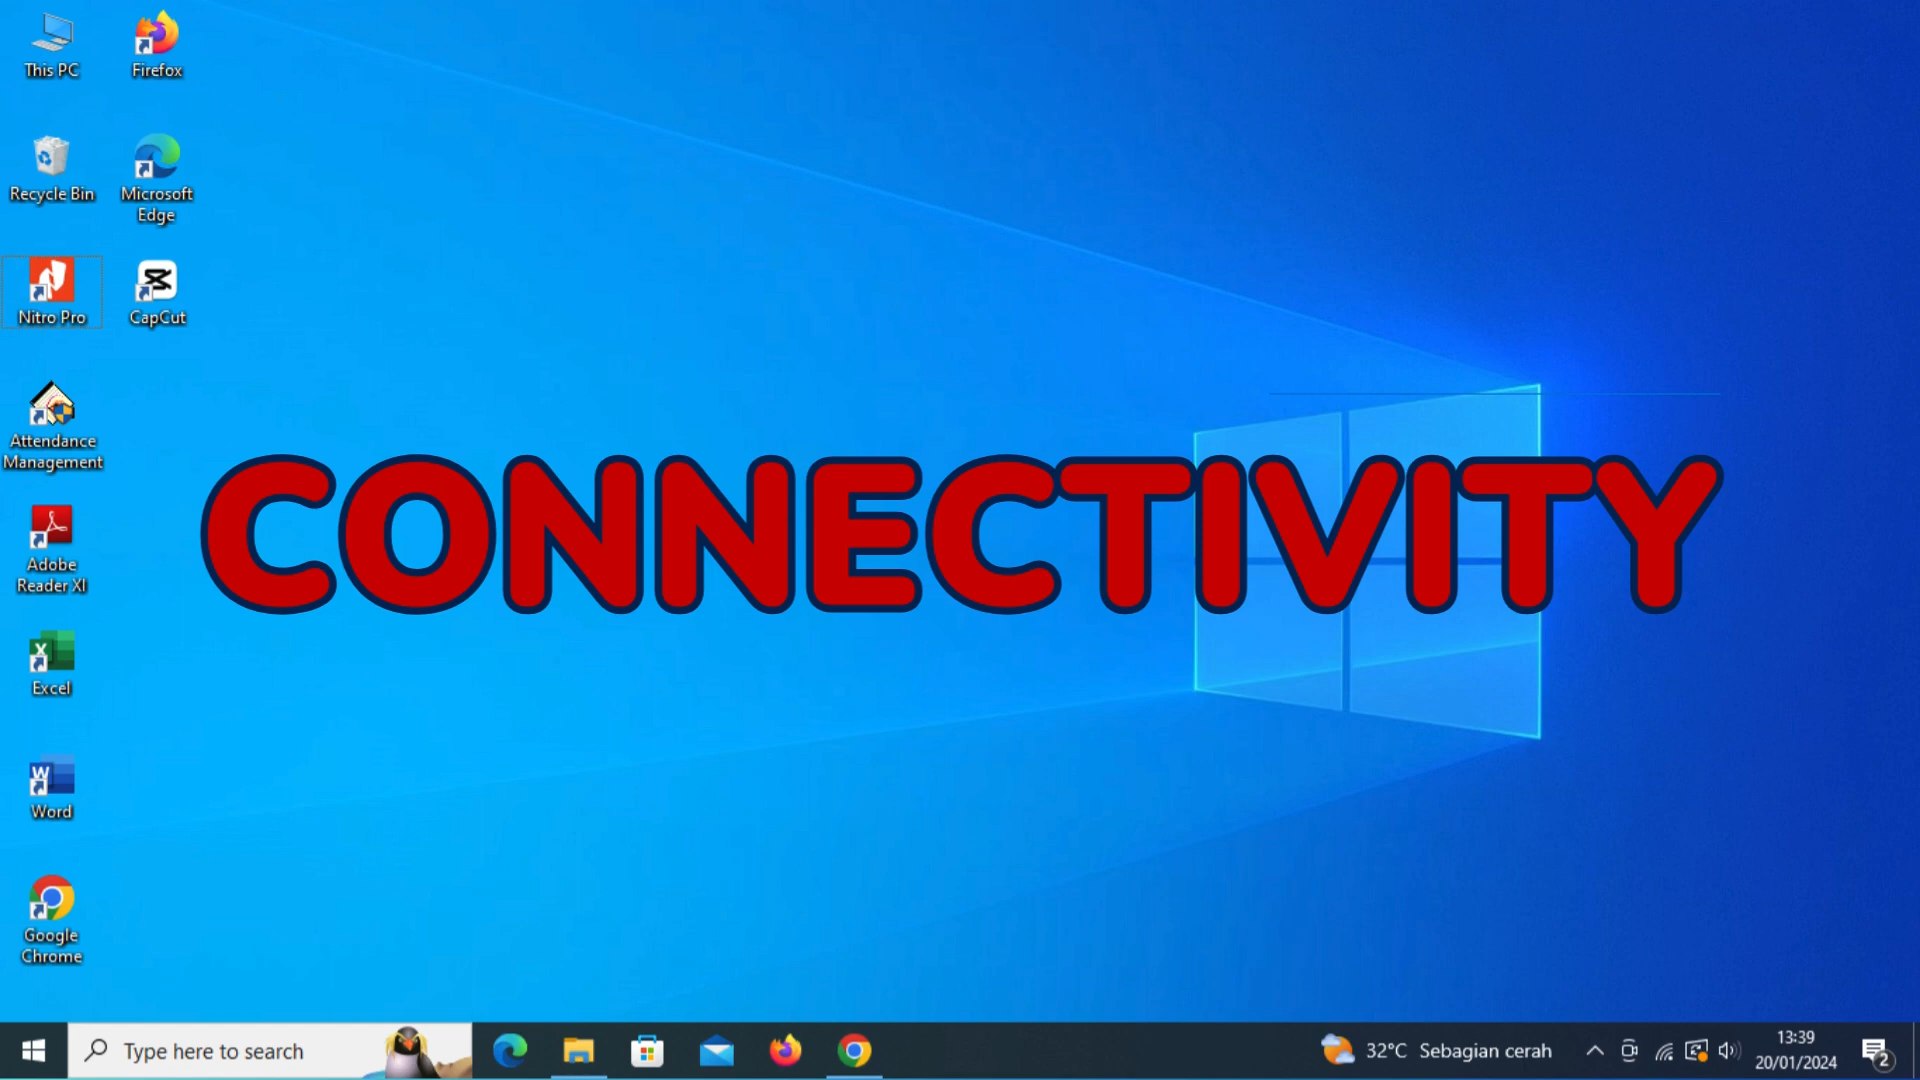 This PC
Firefox
Recycle Bin
Microsoft
Edge
Nitro Pro
CapCut
Attendance
Management
CONNECTIVITY
Adobe
Reader XI
Excel
Word
Google
Chrome
Type here to search
32°C Sebagian cerah
13:39
20/01/2024
2